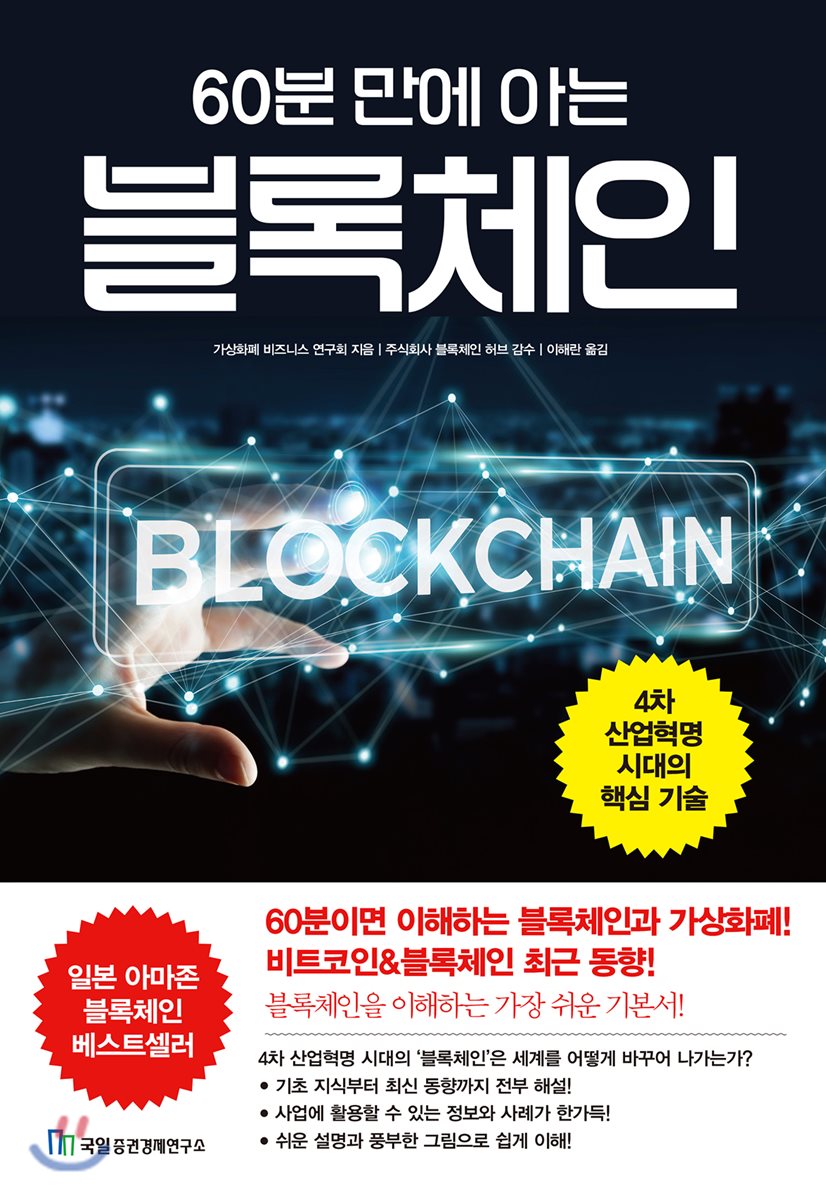 60분 만에 아는
블록체인
가상화폐 비즈니스 연구회 지음 | 주식회사 블록체인 허브 감수 | 이해란 옮김
BLOCKCHAIN
4차
산업혁명
시대의
핵심 기술
60분이면 이해하는 블록체인과 가상화폐!
비트코인&블록체인 최근 동향!
블록체인을 이해하는 가장 쉬운 기본서!
일본 아마존
블록체인
베스트셀러
4차 산업혁명 시대의 ‘블록체인’은 세계를 어떻게 바꾸어 나가는가?
• 기초 지식부터 최신 동향까지 전부 해설!
• 사업에 활용할 수 있는 정보와 사례가 한가득!
• 쉬운 설명과 풍부한 그림으로 쉽게 이해!
국일증권경제연구소